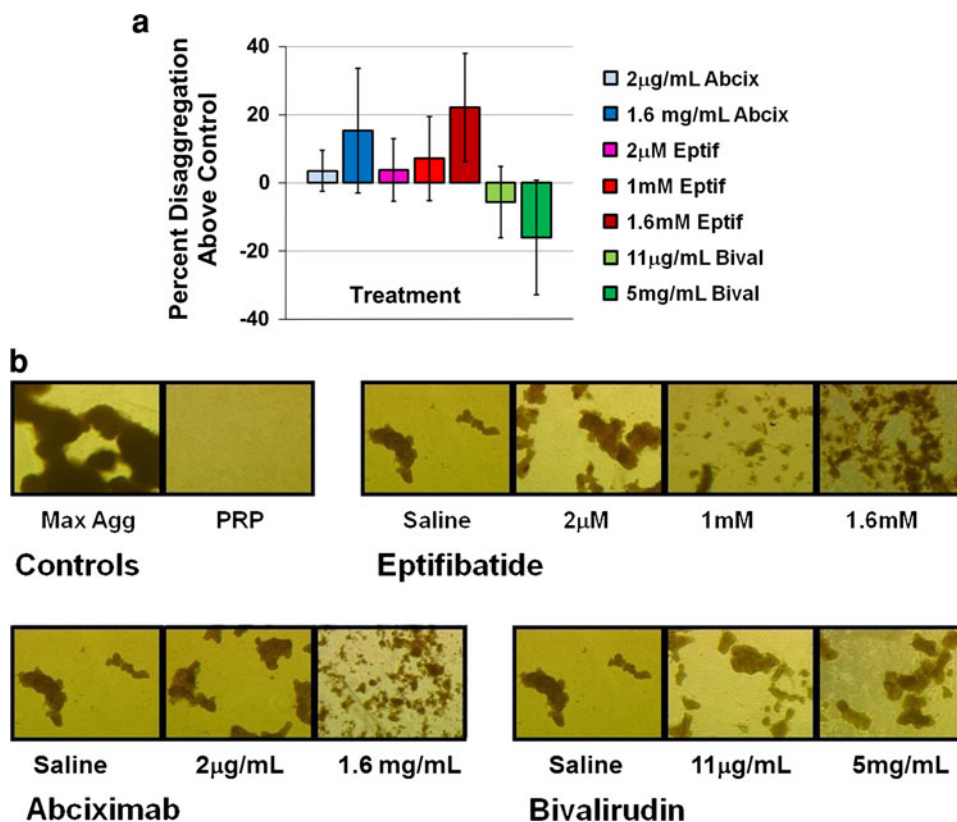 a
Percent Disaggregation
Above Control
40
20
0
-20
-40
Treatment
2μg/mL Abcix
1.6 mg/mL Abcix
2μM Eptif
1mM Eptif
1.6mM Eptif
11μg/mL Bival
5mg/mL Bival
b
Max Agg PRP
Controls
Saline 2μM 1mM 1.6mM
Eptifibatide
Saline 2μg/mL 1.6 mg/mL
Abciximab
Saline 11μg/mL 5mg/mL
Bivalirudin